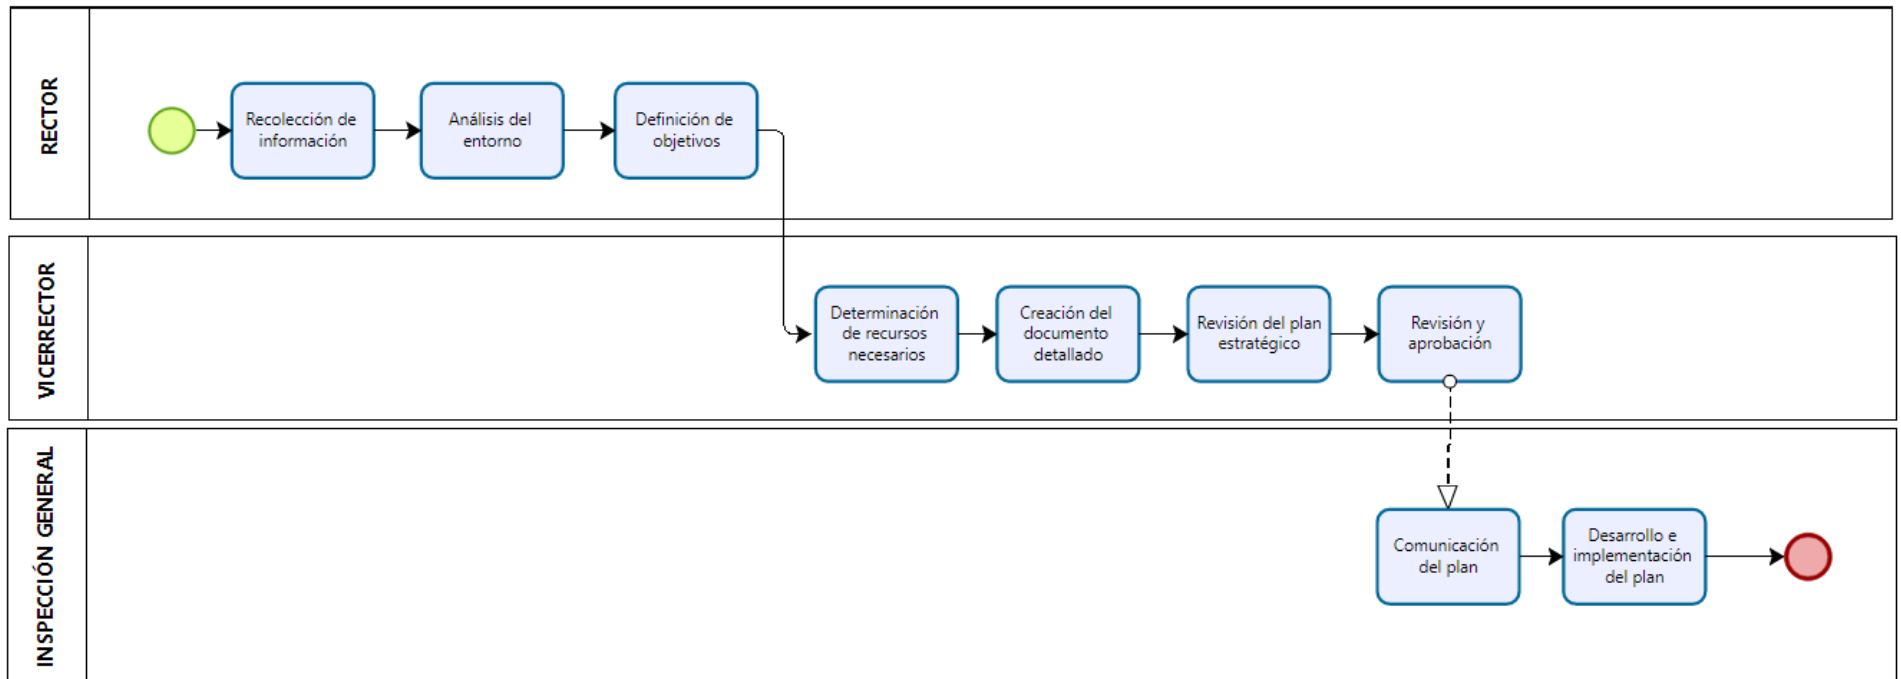 RECTOR
Recolección de
información
Análisis del
entorno
Definición de
objetivos
VICERRECTOR
Determinación
de recursos
necesarios
Creación del
documento
detallado
Revisión del plan
estratégico
Revisión y
aprobación
INSPECCIÓN GENERAL
Comunicación
del plan
Desarrollo e
implementación
del plan